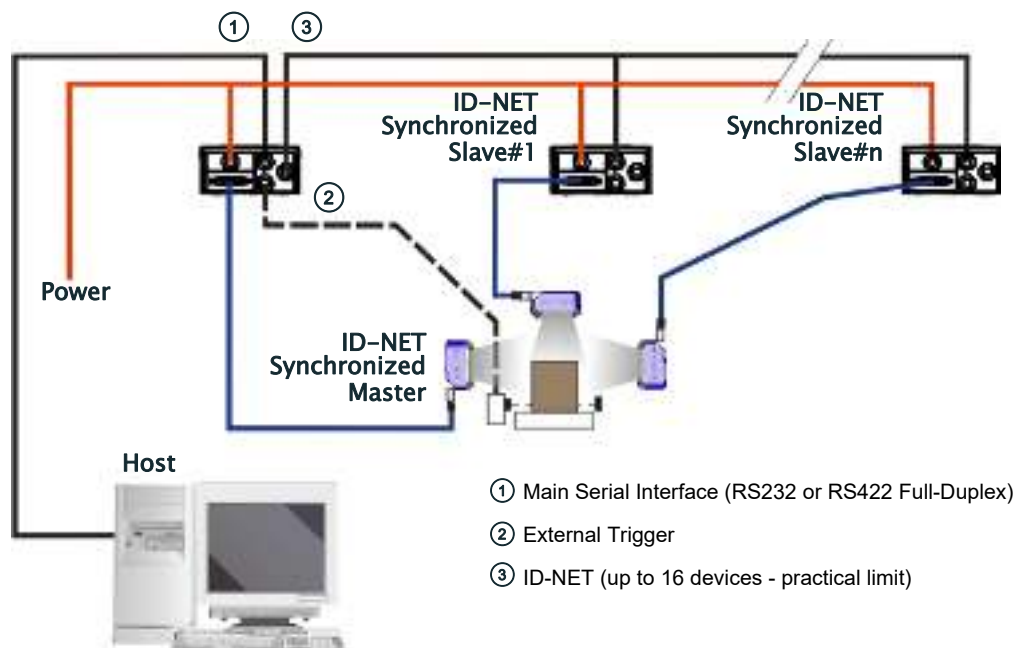 1
3
ID-NET
Synchronized
Slave#1
ID-NET
Synchronized
Slave#n
2
Power
ID-NET
Synchronized
Master
Host
1 Main Serial Interface (RS232 or RS422 Full-Duplex)
2 External Trigger
3 ID-NET (up to 16 devices - practical limit)